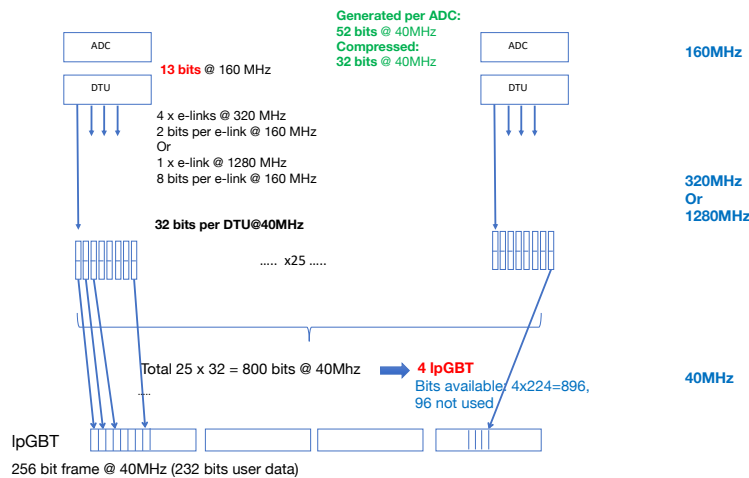 Generated per ADC:
52 bits @ 40MHz
Compressed:
32 bits @ 40MHz
ADC
ADC
160MHz
13 bits @ 160 MHz
DTU
DTU
4 x e-links @ 320 MHz
2 bits per e-link @ 160 MHz
Or
1 x e-link @ 1280 MHz
8 bits per e-link @ 160 MHz
320MHz
Or
1280MHz
32 bits per DTU@40MHz
..... x25 .....
Total 25 x 32 = 800 bits @ 40Mhz
4 lpGBT
Bits available: 4x224=896,
96 not used
40MHz
.....
lpGBT
256 bit frame @ 40MHz (232 bits user data)